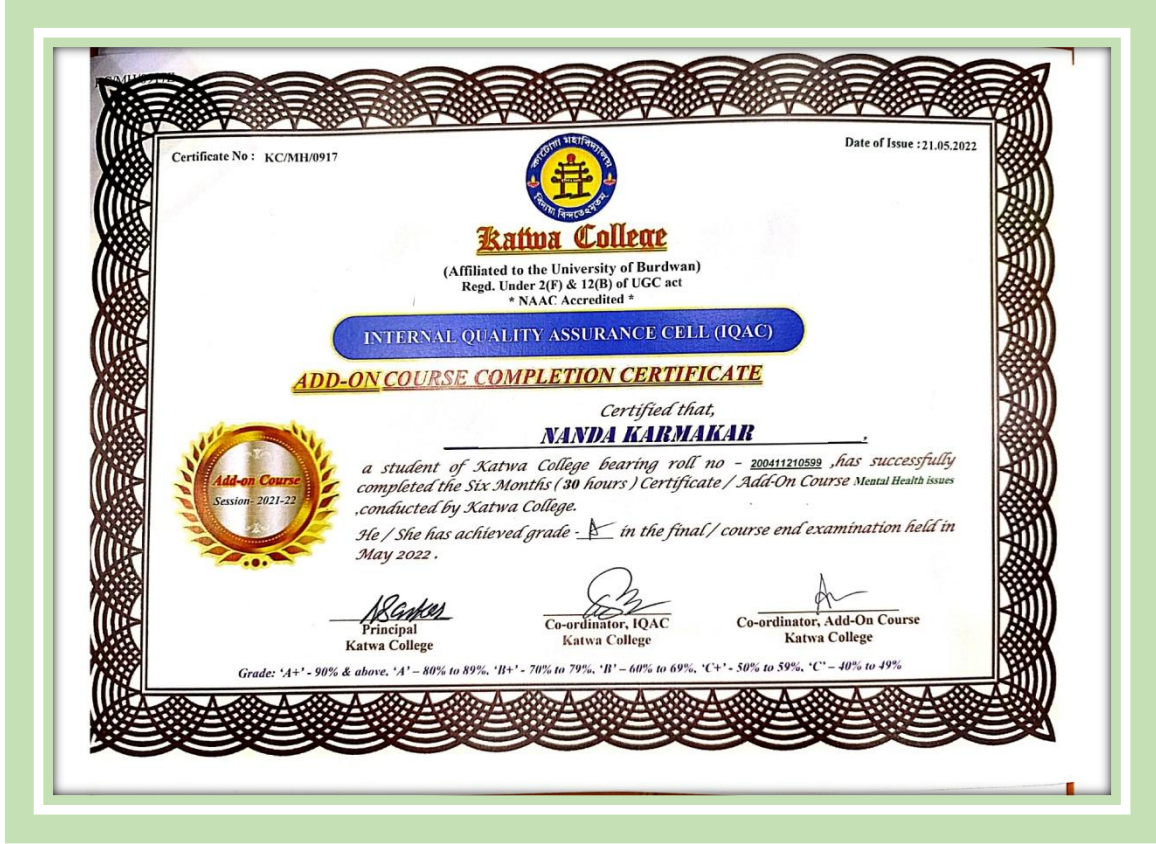 Certificate No : KC/MH/0917
Date of Issue :21.05.2022
কাটোয়া মহাবিদ্যালয়
Katwa College
(Affiliated to the University of Burdwan)
Regd. Under 2(F) & 12(B) of UGC act
* NAAC Accredited *
INTERNAL QUALITY ASSURANCE CELL (IQAC)
ADD-ON COURSE COMPLETION CERTIFICATE
Certified that,
NANDA KARMAKAR ,
Add-on Course
Session- 2021-22
a student of Katwa College bearing roll no – 200411210599 ,has successfully
completed the Six Months ( 30 hours ) Certificate / Add-On Course Mental Health issues
,conducted by Katwa College.
He / She has achieved grade - A in the final / course end examination held in
May 2022 .
Principal
Katwa College
Co-ordinator, IQAC
Katwa College
Co-ordinator, Add-On Course
Katwa College
Grade: ‘A+’ - 90% & above, ‘A’ – 80% to 89%, ‘B+’ - 70% to 79%, ‘B’ – 60% to 69%, ‘C+’ - 50% to 59%, ‘C’ – 40% to 49%